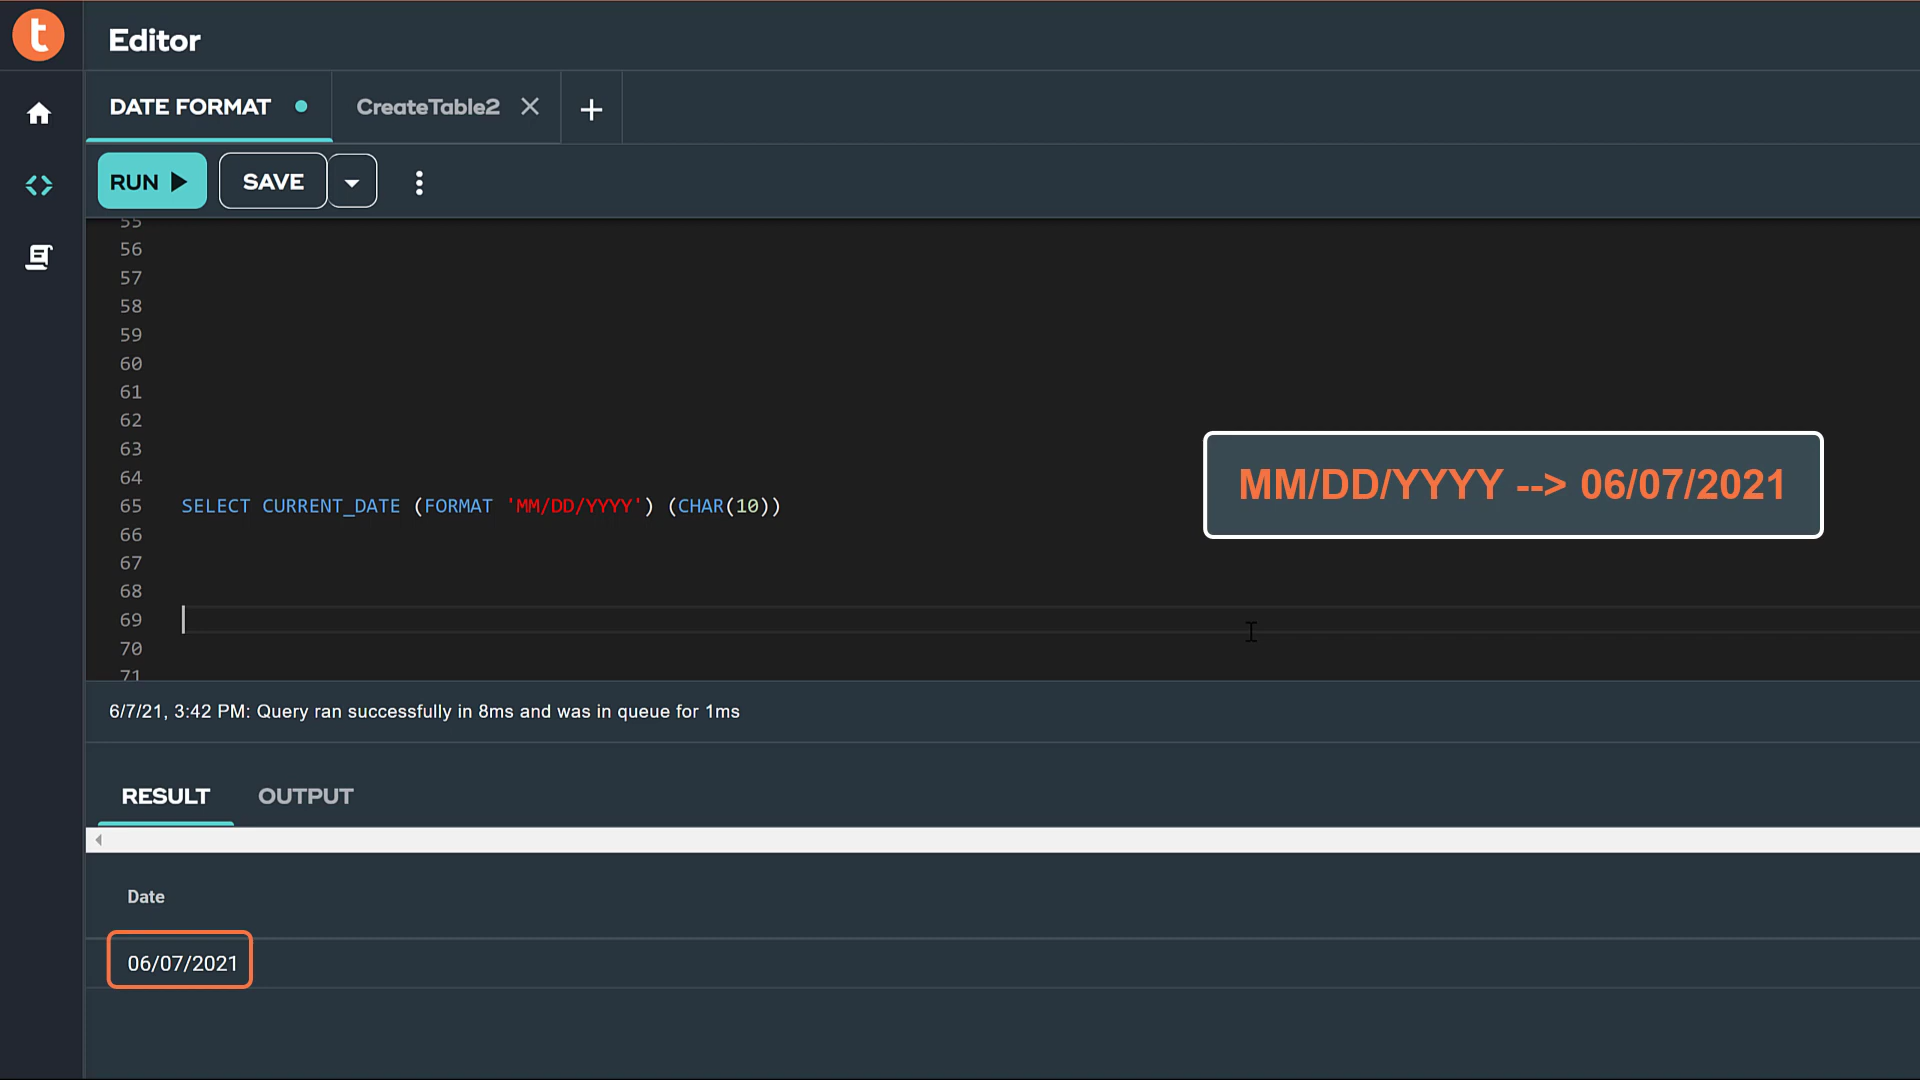 t
Editor
DATE FORMAT
CreateTable2
RUN
SAVE
55
56
57
58
59
60
61
62
63
64
65 SELECT CURRENT_DATE (FORMAT 'MM/DD/YYYY') (CHAR(10))
66
67
68
69
70
71
MM/DD/YYYY --> 06/07/2021
6/7/21, 3:42 PM: Query ran successfully in 8ms and was in queue for 1ms
RESULT
OUTPUT
Date
06/07/2021